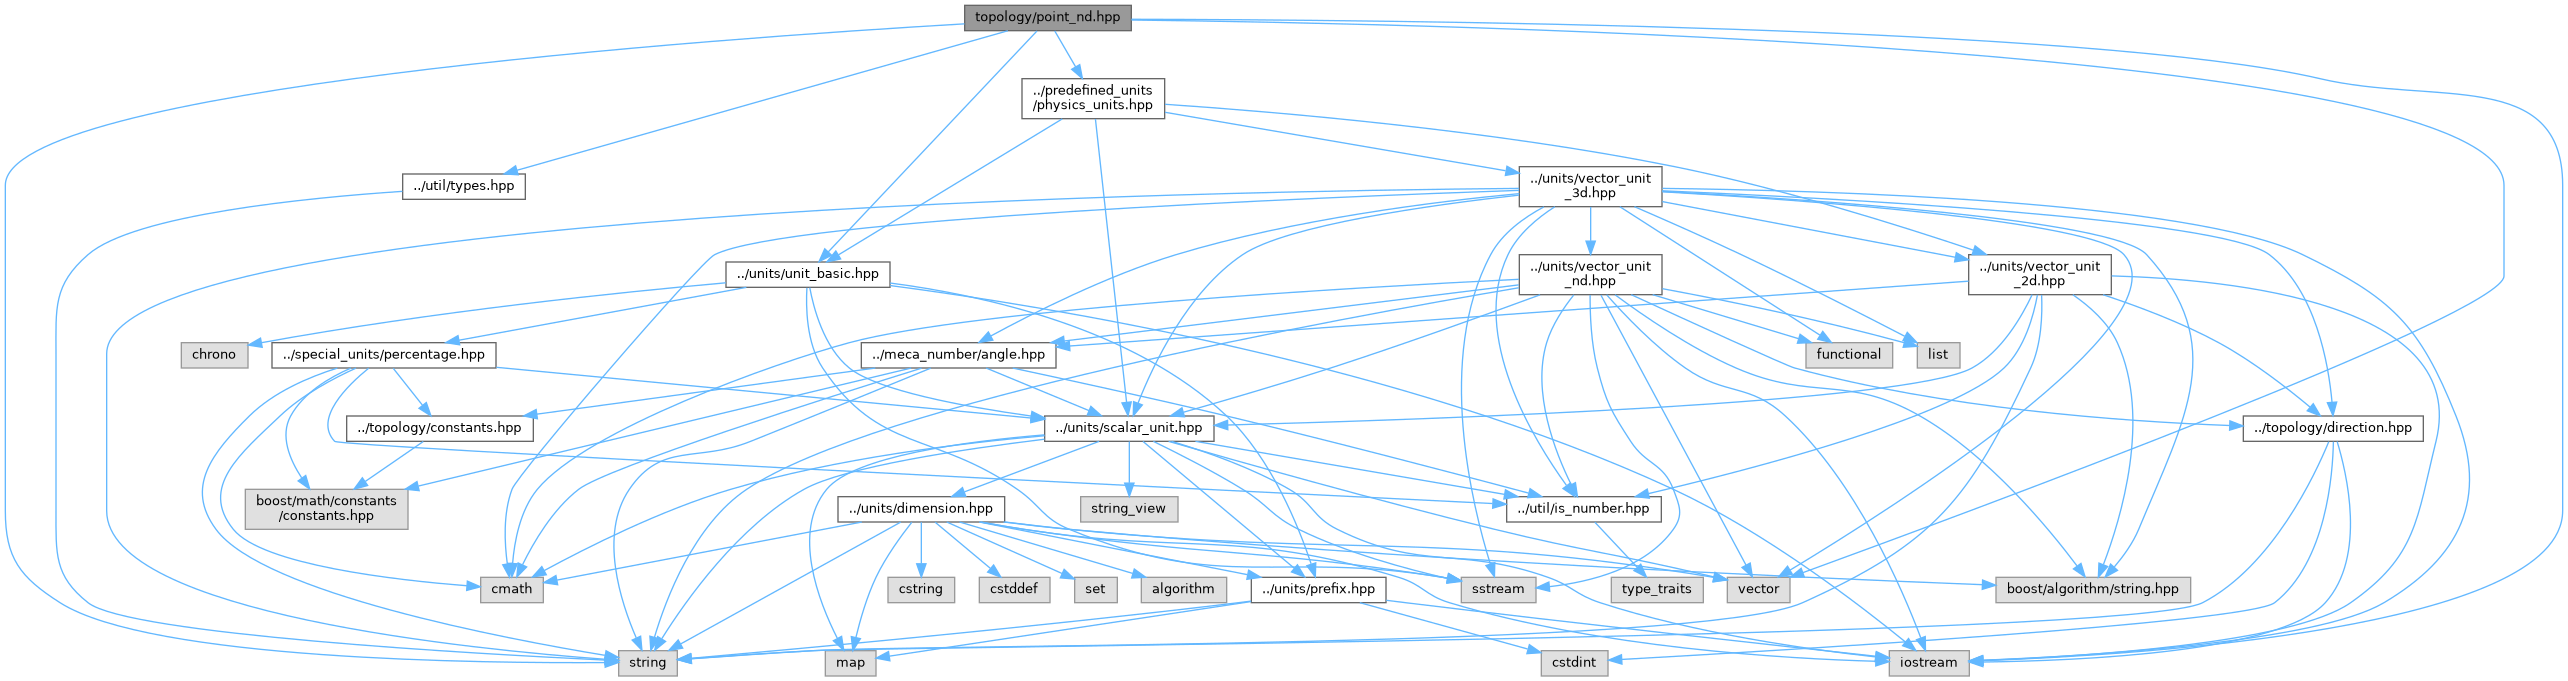 topology/point_nd.hpp
../predefined_units
/physics_units.hpp
../util/types.hpp
../units/vector_unit
_3d.hpp
../units/unit_basic.hpp
../units/vector_unit
_nd.hpp
../units/vector_unit
_2d.hpp
chrono
../special_units/percentage.hpp
../meca_number/angle.hpp
functional
list
../topology/constants.hpp
../units/scalar_unit.hpp
../topology/direction.hpp
boost/math/constants
/constants.hpp
../units/dimension.hpp
string_view
../util/is_number.hpp
cmath
cstring
cstddef
set
algorithm
../units/prefix.hpp
sstream
type_traits
vector
boost/algorithm/string.hpp
string
map
cstdint
iostream